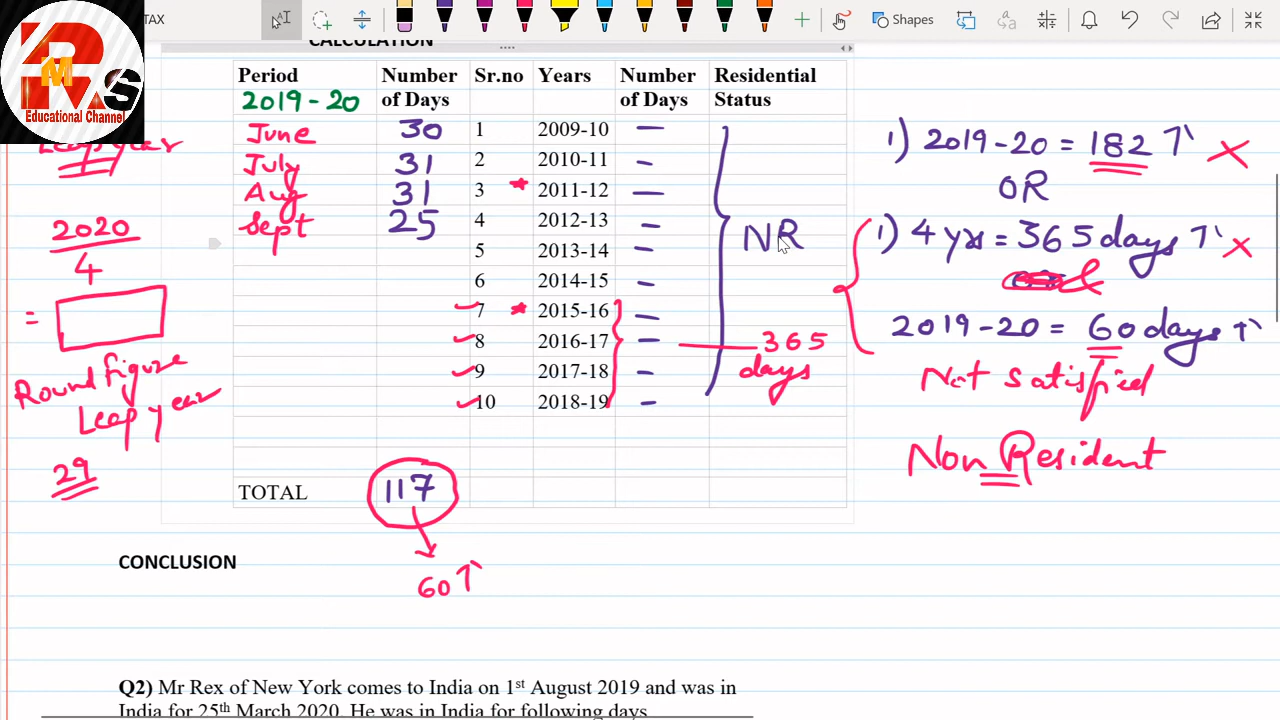 TAX
Shapes
RMS
Educational Channel
CALCULATION
Period Number of Days Sr.no Years Number of Days Residential Status
2019-20
June 30 1 2009-10 —
July 31 2 2010-11 -
Aug 31 3 * 2011-12 —
Sept 25 4 2012-13 -
5 2013-14 -
6 2014-15 -
7 * 2015-16 -
8 2016-17 -
9 2017-18 -
10 2018-19 -
NR
365 days
TOTAL 117
60 ↑
Leap year
2020
4
=
Round figure
Leap year
29
1) 2019-20 = 182 ↑ ×
OR
1) 4 yrs = 365 days ↑ ×
2019-20 = 60 days ↑
Not satisfied
Non Resident
CONCLUSION
Q2) Mr Rex of New York comes to India on 1st August 2019 and was in
India for 25th March 2020. He was in India for following days